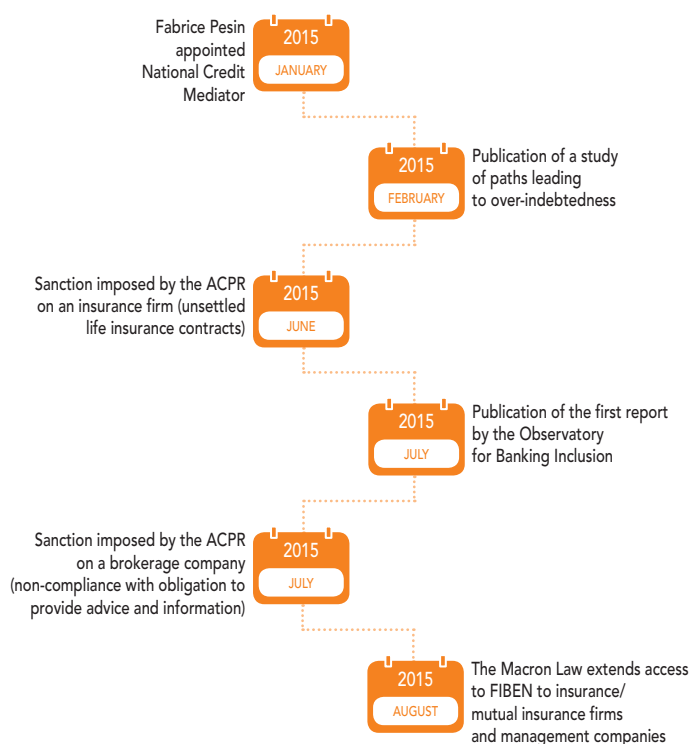 Fabrice Pesin
appointed
National Credit
Mediator
2015
JANUARY
2015
FEBRUARY
Publication of a study
of paths leading
to over-indebtedness
Sanction imposed by the ACPR
on an insurance firm (unsettled
life insurance contracts)
2015
JUNE
2015
JULY
Publication of the first report
by the Observatory
for Banking Inclusion
Sanction imposed by the ACPR
on a brokerage company
(non-compliance with obligation to
provide advice and information)
2015
JULY
2015
AUGUST
The Macron Law extends access
to FIBEN to insurance/
mutual insurance firms
and management companies